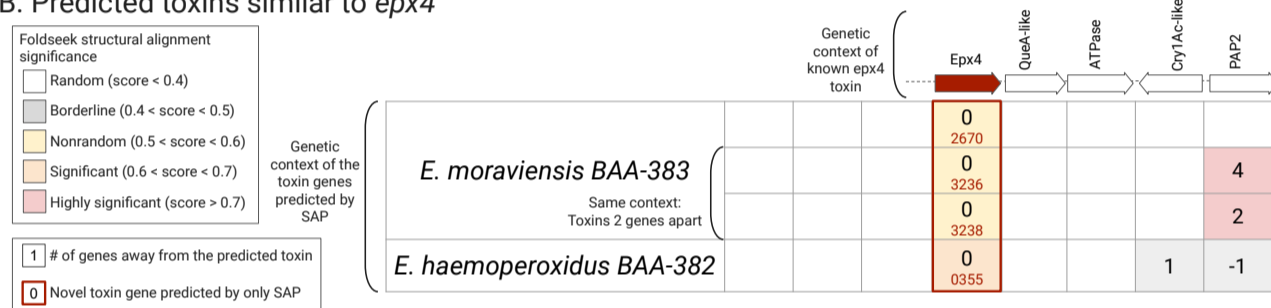 B. Predicted toxins similar to epx4
Foldseek structural alignment
significance
Random (score < 0.4)
Borderline (0.4 < score < 0.5)
Nonrandom (0.5 < score < 0.6)
Significant (0.6 < score < 0.7)
Highly significant (score > 0.7)
1 # of genes away from the predicted toxin
0 Novel toxin gene predicted by only SAP
Genetic
context of the
toxin genes
predicted by
SAP
Genetic
context of
known epx4
toxin
Epx4
QueA-like
ATPase
Cry1Ac-like
PAP2
0
2670
E. moraviensis BAA-383
0
3236
4
Same context:
Toxins 2 genes apart
0
3238
2
E. haemoperoxidus BAA-382
0
0355
1
-1